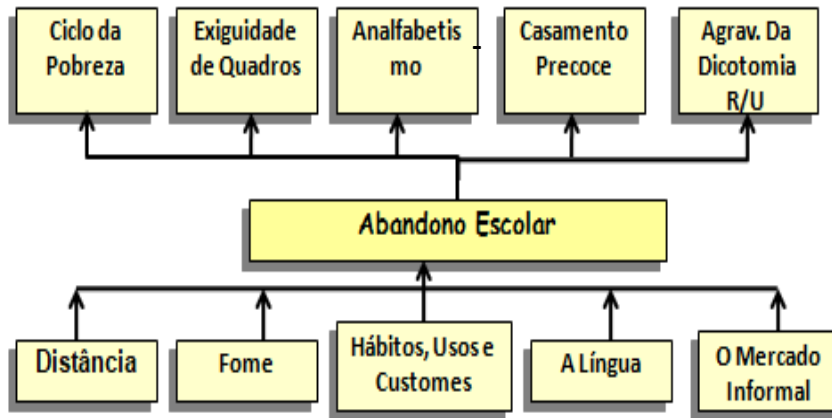 Ciclo da
Pobreza
Exiguidade
de Quadros
Analfabetis
mo
Casamento
Precoce
Agrav. Da
Dicotomia
R/U
Abandono Escolar
Distância
Fome
Hábitos, Usos e
Customes
A Língua
O Mercado
Informal